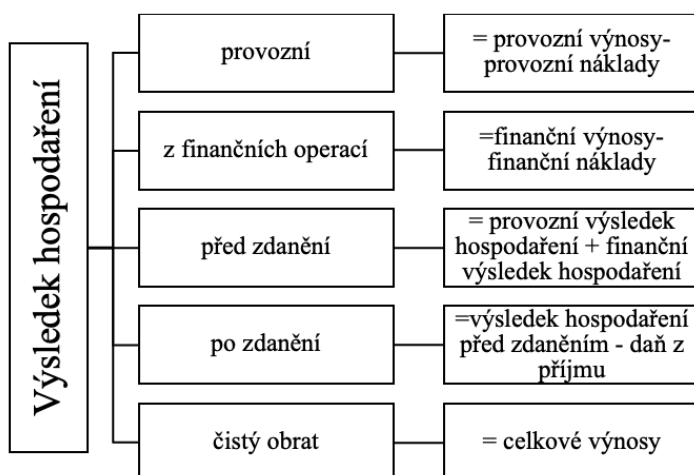 Výsledek hospodaření
provozní
= provozní výnosy-
provozní náklady
z finančních operací
=finanční výnosy-
finanční náklady
před zdanění
= provozní výsledek
hospodaření + finanční
výsledek hospodaření
po zdanění
=výsledek hospodaření
před zdaněním - daň z
příjmu
čistý obrat
= celkové výnosy